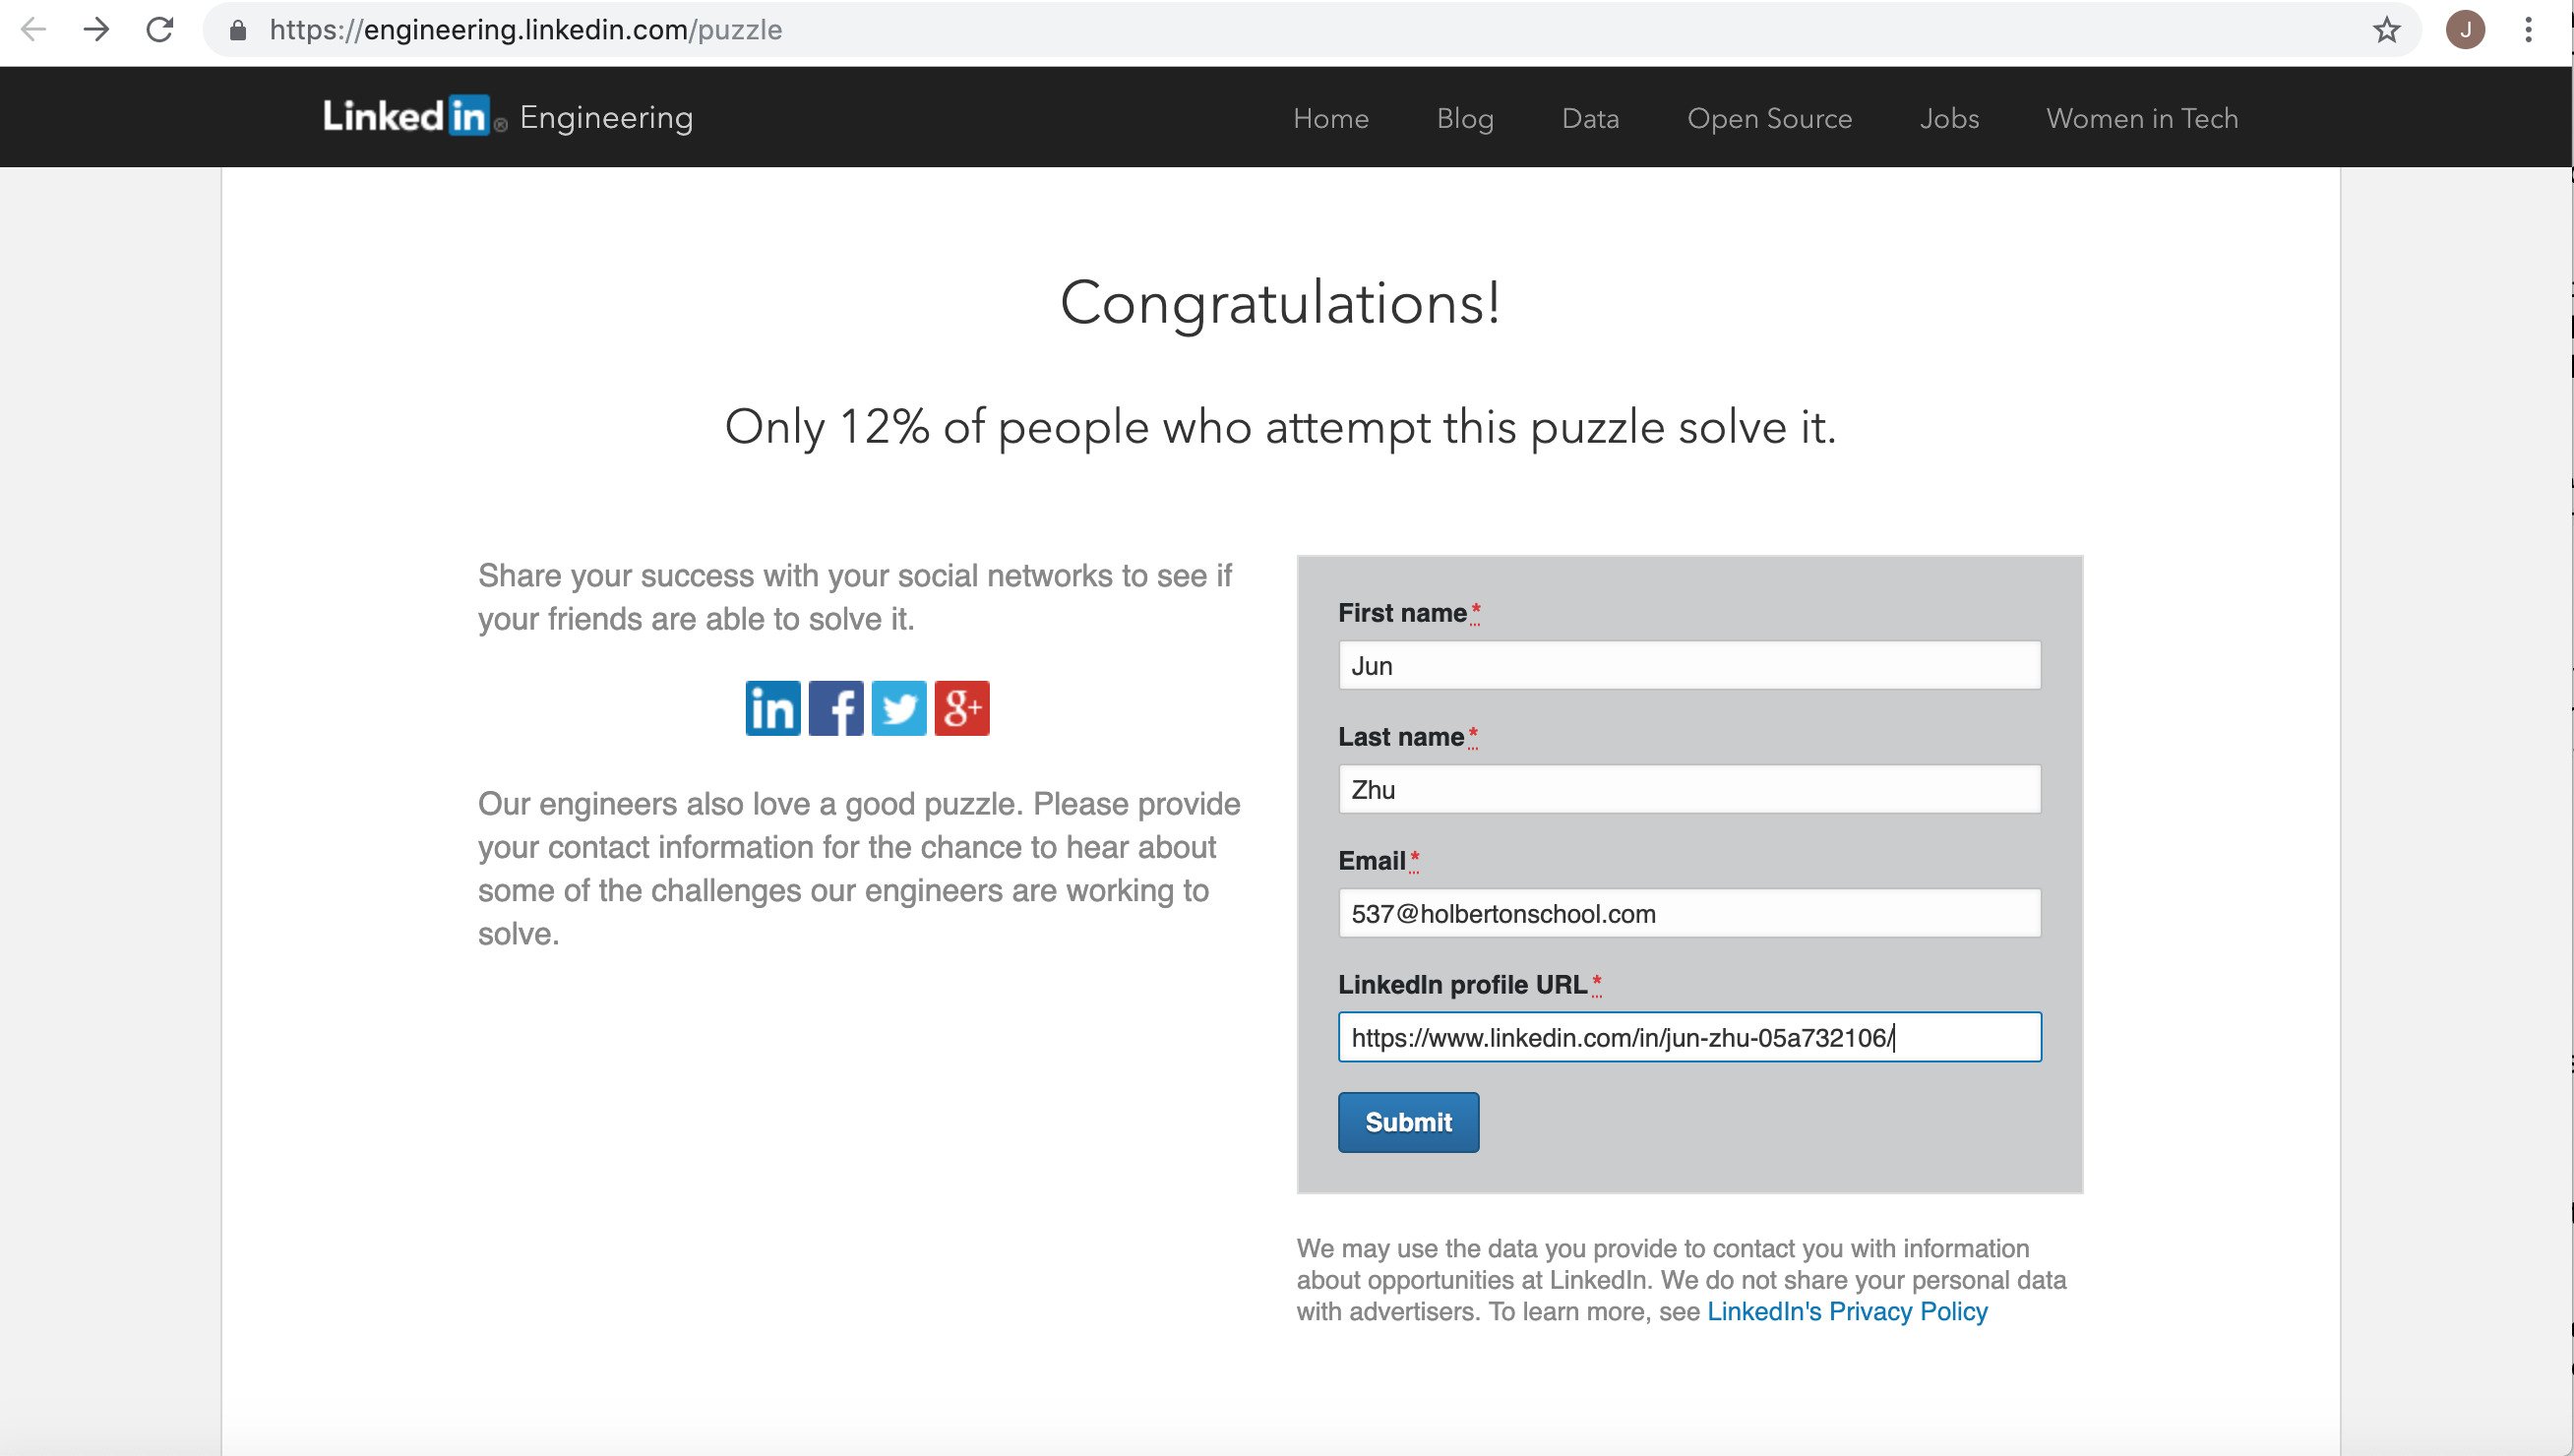 https://engineering.linkedin.com/puzzle
J
Linked in ® Engineering
Home Blog Data Open Source Jobs Women in Tech
Congratulations!
Only 12% of people who attempt this puzzle solve it.
Share your success with your social networks to see if
your friends are able to solve it.
in f g+
Our engineers also love a good puzzle. Please provide
your contact information for the chance to hear about
some of the challenges our engineers are working to
solve.
First name*
Jun
Last name*
Zhu
Email*
537@holbertonschool.com
LinkedIn profile URL*
https://www.linkedin.com/in/jun-zhu-05a732106/
Submit
We may use the data you provide to contact you with information
about opportunities at LinkedIn. We do not share your personal data
with advertisers. To learn more, see LinkedIn's Privacy Policy